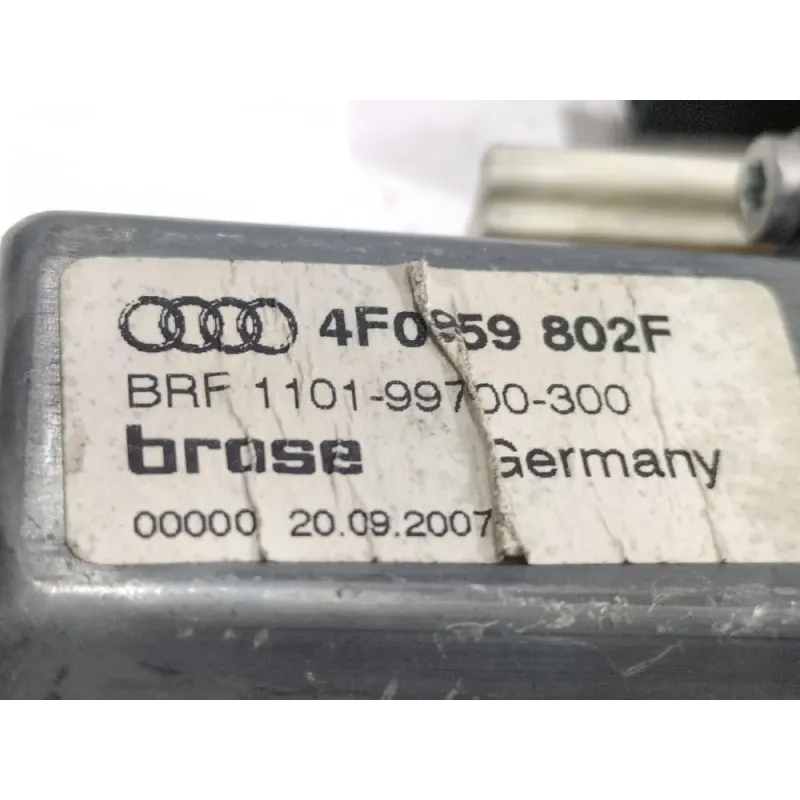 4F0959 802F
BRF 1101-99700-300
brose Germany
00000 20.09.2007